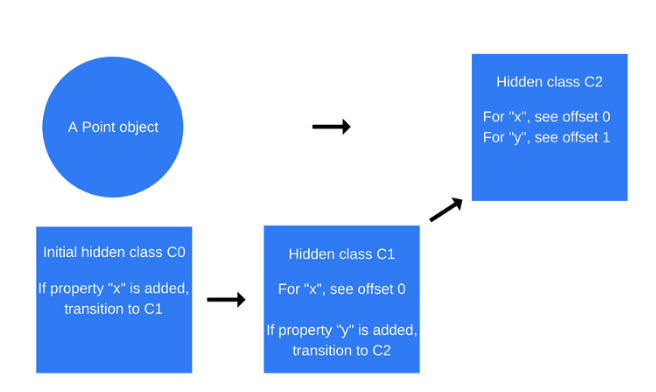 A Point object
Hidden class C2
For "x", see offset 0
For "y", see offset 1
Initial hidden class C0
If property "x" is added,
transition to C1
Hidden class C1
For "x", see offset 0
If property "y" is added,
transition to C2